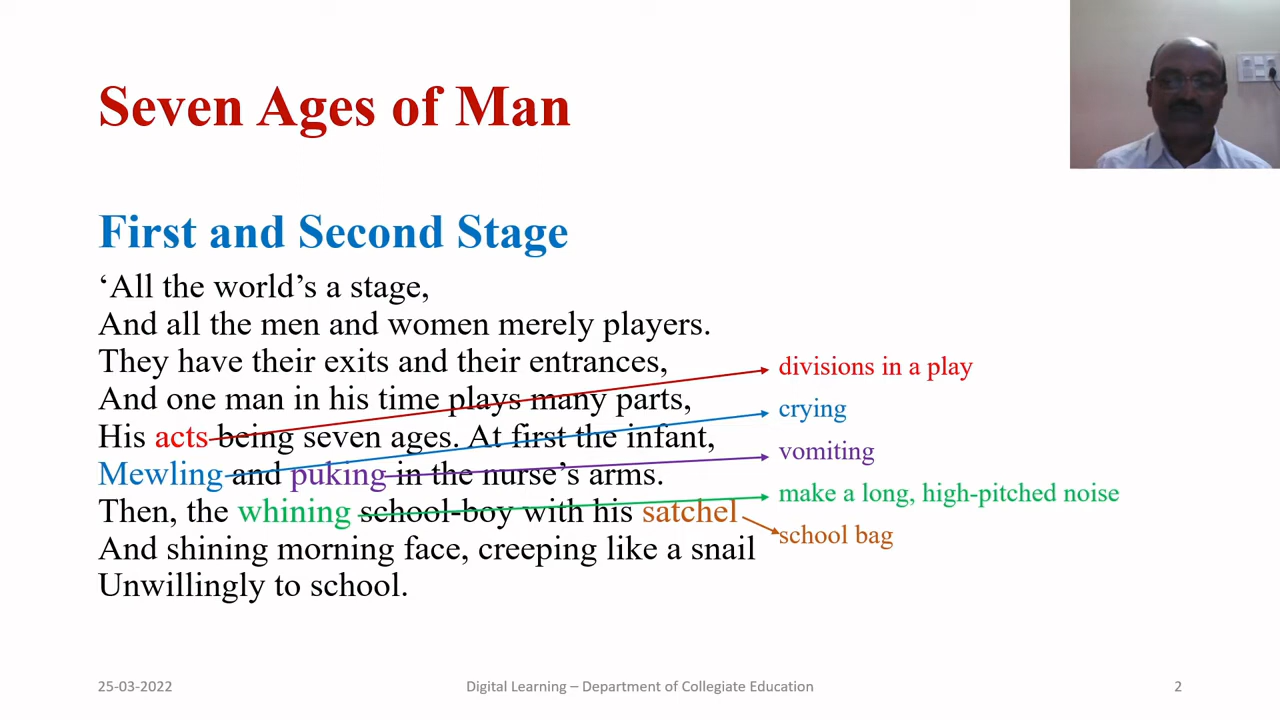 Seven Ages of Man
First and Second Stage
‘All the world’s a stage,
And all the men and women merely players.
They have their exits and their entrances,
And one man in his time plays many parts,
His acts being seven ages. At first the infant,
Mewling and puking in the nurse’s arms.
Then, the whining school-boy with his satchel
And shining morning face, creeping like a snail
Unwillingly to school.
divisions in a play
crying
vomiting
make a long, high-pitched noise
school bag
25-03-2022
Digital Learning – Department of Collegiate Education
2